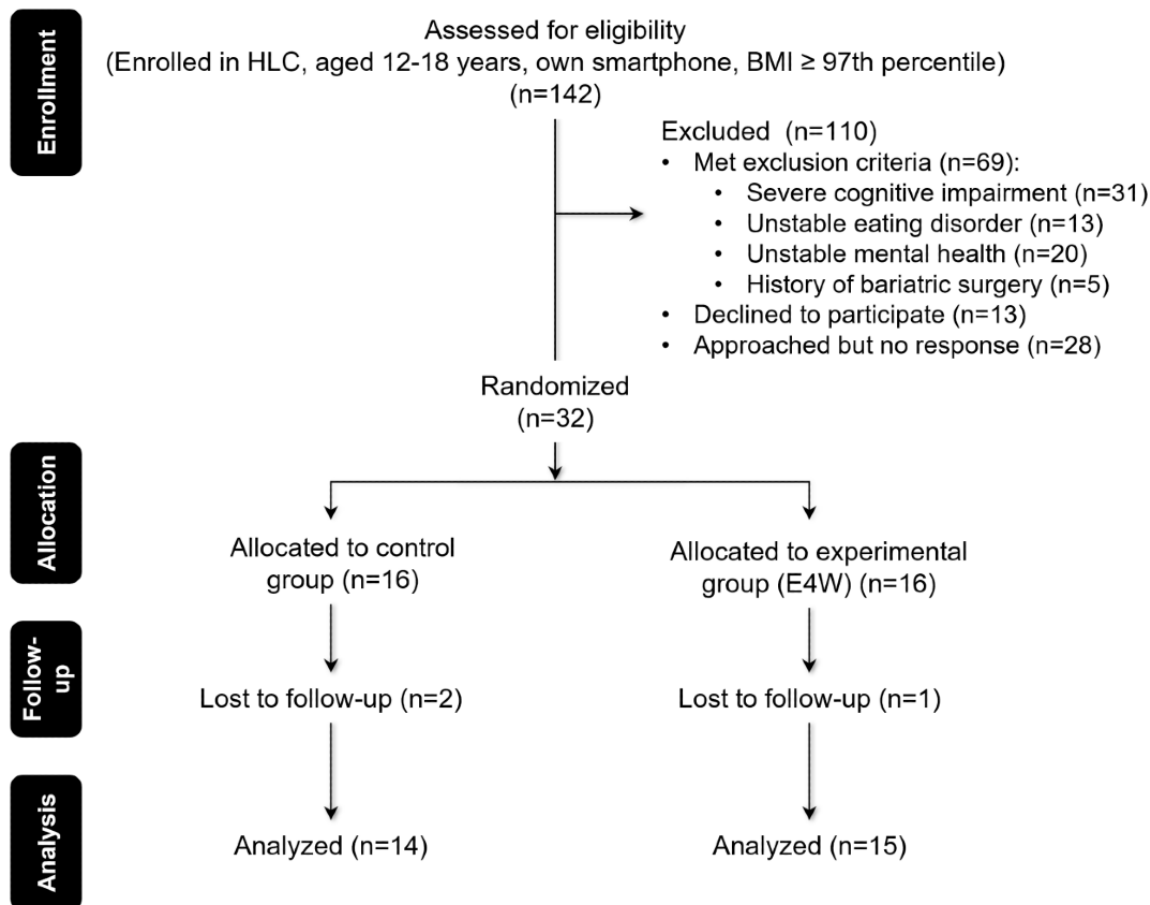 Enrollment
Assessed for eligibility
(Enrolled in HLC, aged 12-18 years, own smartphone, BMI ≥ 97th percentile)
(n=142)
Excluded (n=110)
• Met exclusion criteria (n=69):
• Severe cognitive impairment (n=31)
• Unstable eating disorder (n=13)
• Unstable mental health (n=20)
• History of bariatric surgery (n=5)
• Declined to participate (n=13)
• Approached but no response (n=28)
Randomized
(n=32)
Allocation
Allocated to control
group (n=16)
Allocated to experimental
group (E4W) (n=16)
Follow-
up
Lost to follow-up (n=2)
Lost to follow-up (n=1)
Analysis
Analyzed (n=14)
Analyzed (n=15)